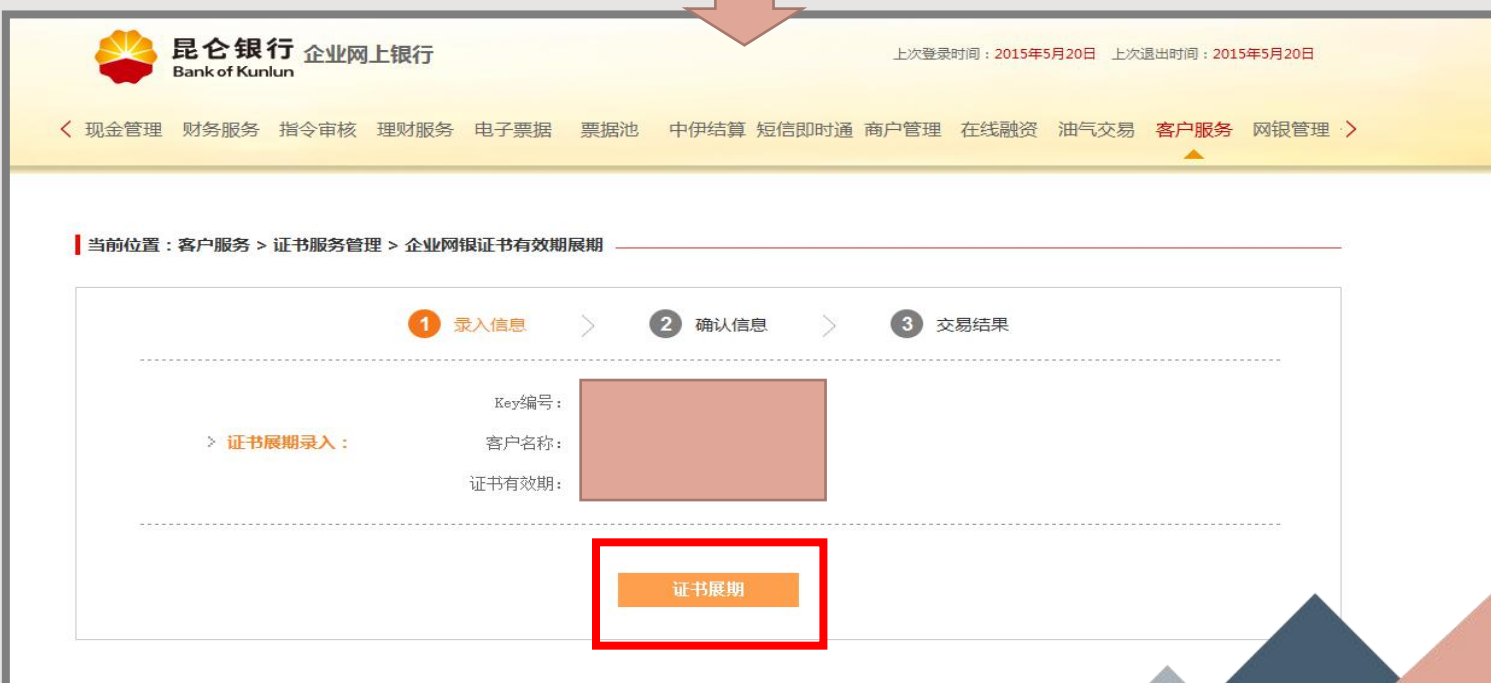 昆仑银行 企业网上银行
Bank of Kunlun
上次登录时间：2015年5月20日 上次退出时间：2015年5月20日
< 现金管理 财务服务 指令审核 理财服务 电子票据 票据池 中伊结算 短信即时通 商户管理 在线融资 油气交易 客户服务 网银管理 >
当前位置：客户服务 > 证书服务管理 > 企业网银证书有效期展期
1 录入信息 > 2 确认信息 > 3 交易结果
Key编号：
> 证书展期录入： 客户名称：
证书有效期：
证书展期